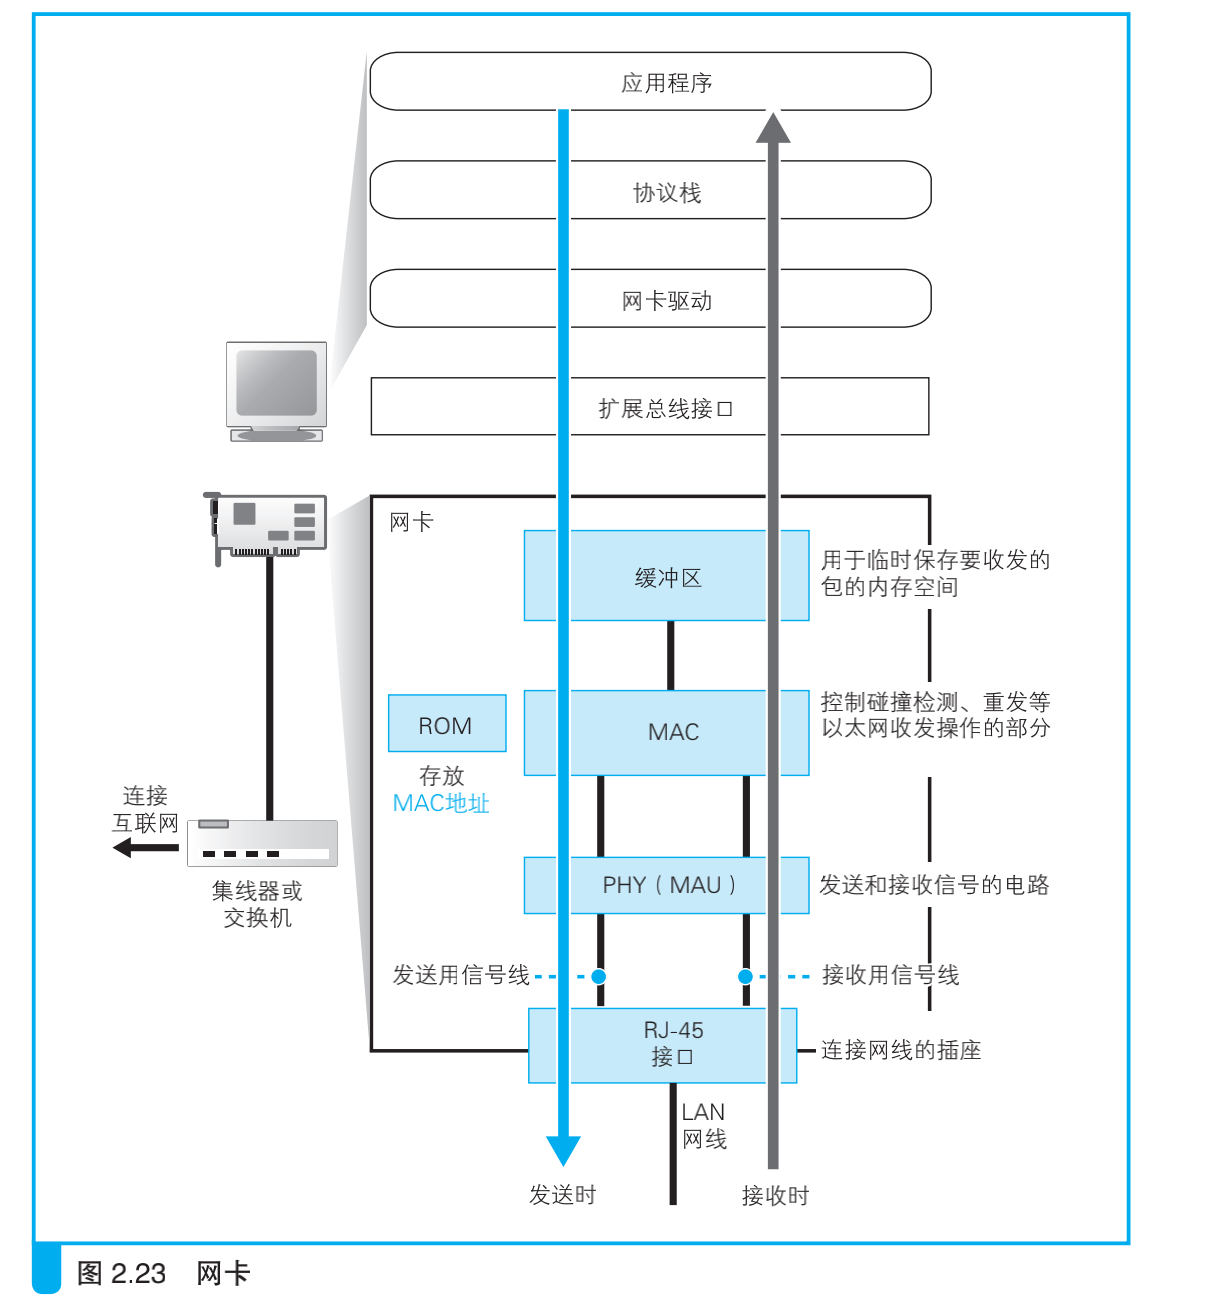 应用程序
协议栈
网卡驱动
扩展总线接口
网卡
缓冲区
用于临时保存要收发的
包的内存空间
ROM
存放
MAC地址
MAC
控制碰撞检测、重发等
以太网收发操作的部分
连接
互联网
集线器或
交换机
PHY（MAU）
发送和接收信号的电路
发送用信号线
接收用信号线
RJ-45
接口
连接网线的插座
LAN
网线
发送时
接收时
图 2.23 网卡